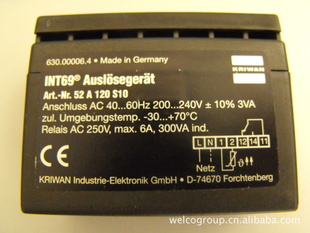 630.00006.4 • Made in Germany
KRIWAN
INT69® Auslösegerät
Art.-Nr. 52 A 120 S10
Anschluss AC 40...60Hz 200...240V ± 10% 3VA
zul. Umgebungstemp. -30...+70°C
Relais AC 250V, max. 6A, 300VA ind.
L N 1 2 12 14 11
Netz
KRIWAN Industrie-Elektronik GmbH • D-74670 Forchtenberg
welcogroup.cn.alibaba.com